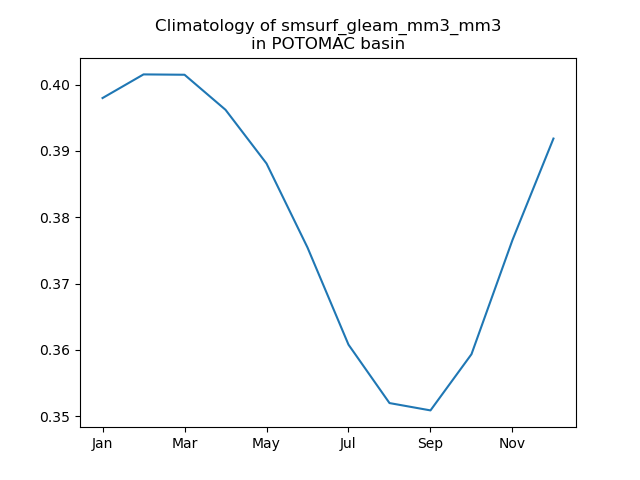 Climatology of smsurf_gleam_mm3_mm3
in POTOMAC basin
0.40
0.39
0.38
0.37
0.36
0.35
Jan Mar May Jul Sep Nov